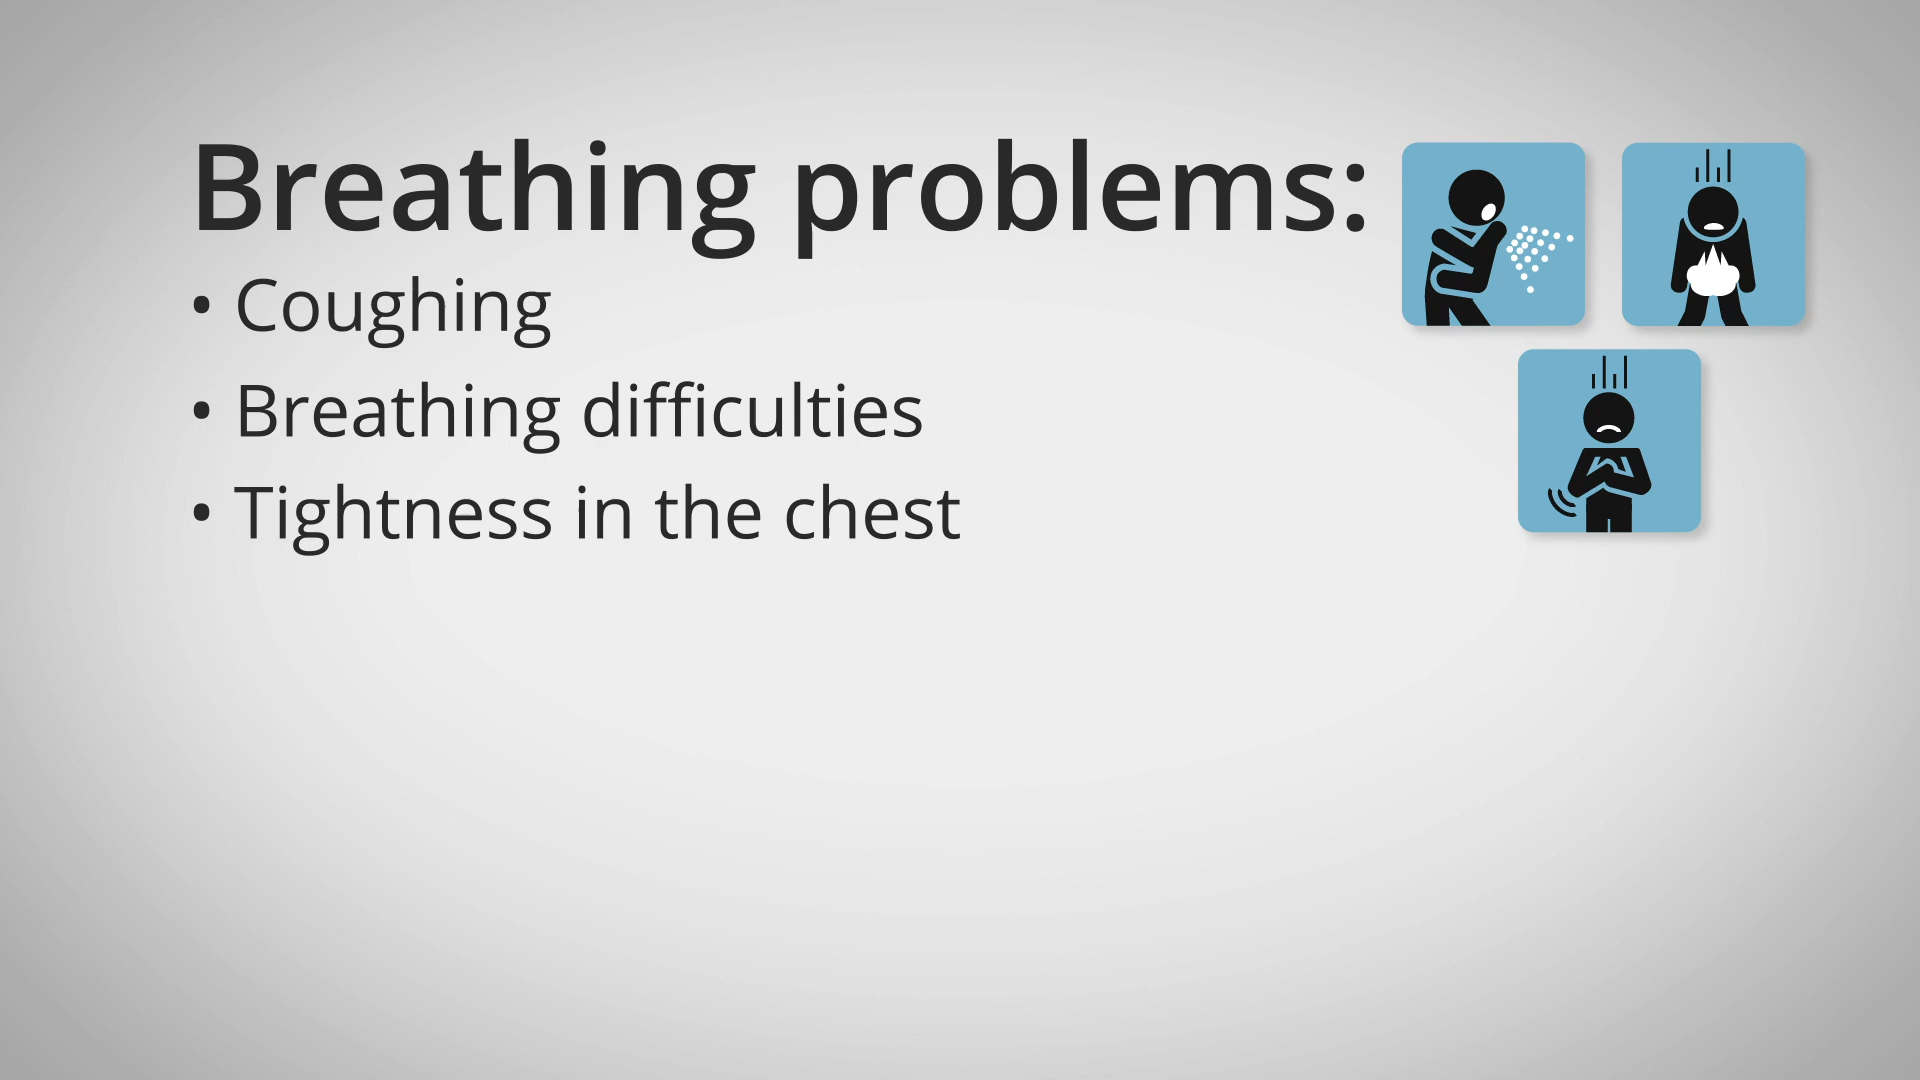 Breathing problems:
• Coughing
• Breathing difficulties
• Tightness in the chest